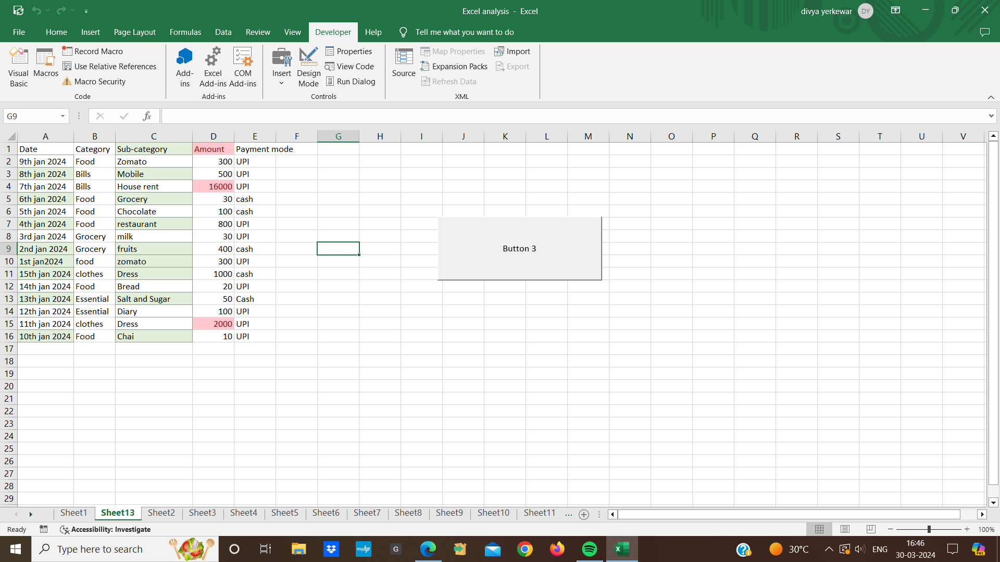 Excel analysis - Excel
divya yerkewar DY
File Home Insert Page Layout Formulas Data Review View Developer Help Tell me what you want to do
Visual Basic
Macros
Record Macro
Use Relative References
Macro Security
Code
Add-ins
Excel Add-ins
COM Add-ins
Add-ins
Insert
Design Mode
Properties
View Code
Run Dialog
Controls
Source
Map Properties
Expansion Packs
Refresh Data
Import
Export
XML
G9 fx
A B C D E F G H I J K L M N O P Q R S T U V
1 Date Category Sub-category Amount Payment mode
2 9th jan 2024 Food Zomato 300 UPI
3 8th jan 2024 Bills Mobile 500 UPI
4 7th jan 2024 Bills House rent 16000 UPI
5 6th jan 2024 Food Grocery 30 cash
6 5th jan 2024 Food Chocolate 100 cash
7 4th jan 2024 Food restaurant 800 UPI
8 3rd jan 2024 Grocery milk 30 UPI
9 2nd jan 2024 Grocery fruits 400 cash
Button 3
10 1st jan2024 food zomato 300 UPI
11 15th jan 2024 clothes Dress 1000 cash
12 14th jan 2024 Food Bread 20 UPI
13 13th jan 2024 Essential Salt and Sugar 50 Cash
14 12th jan 2024 Essential Diary 100 UPI
15 11th jan 2024 clothes Dress 2000 UPI
16 10th jan 2024 Food Chai 10 UPI
17
18
19
20
21
22
23
24
25
26
27
28
29
Sheet1 Sheet13 Sheet2 Sheet3 Sheet4 Sheet5 Sheet6 Sheet7 Sheet8 Sheet9 Sheet10 Sheet11 ...
Ready Accessibility: Investigate 100%
Type here to search
myhp
G
30°C
ENG
16:46
30-03-2024
PRE